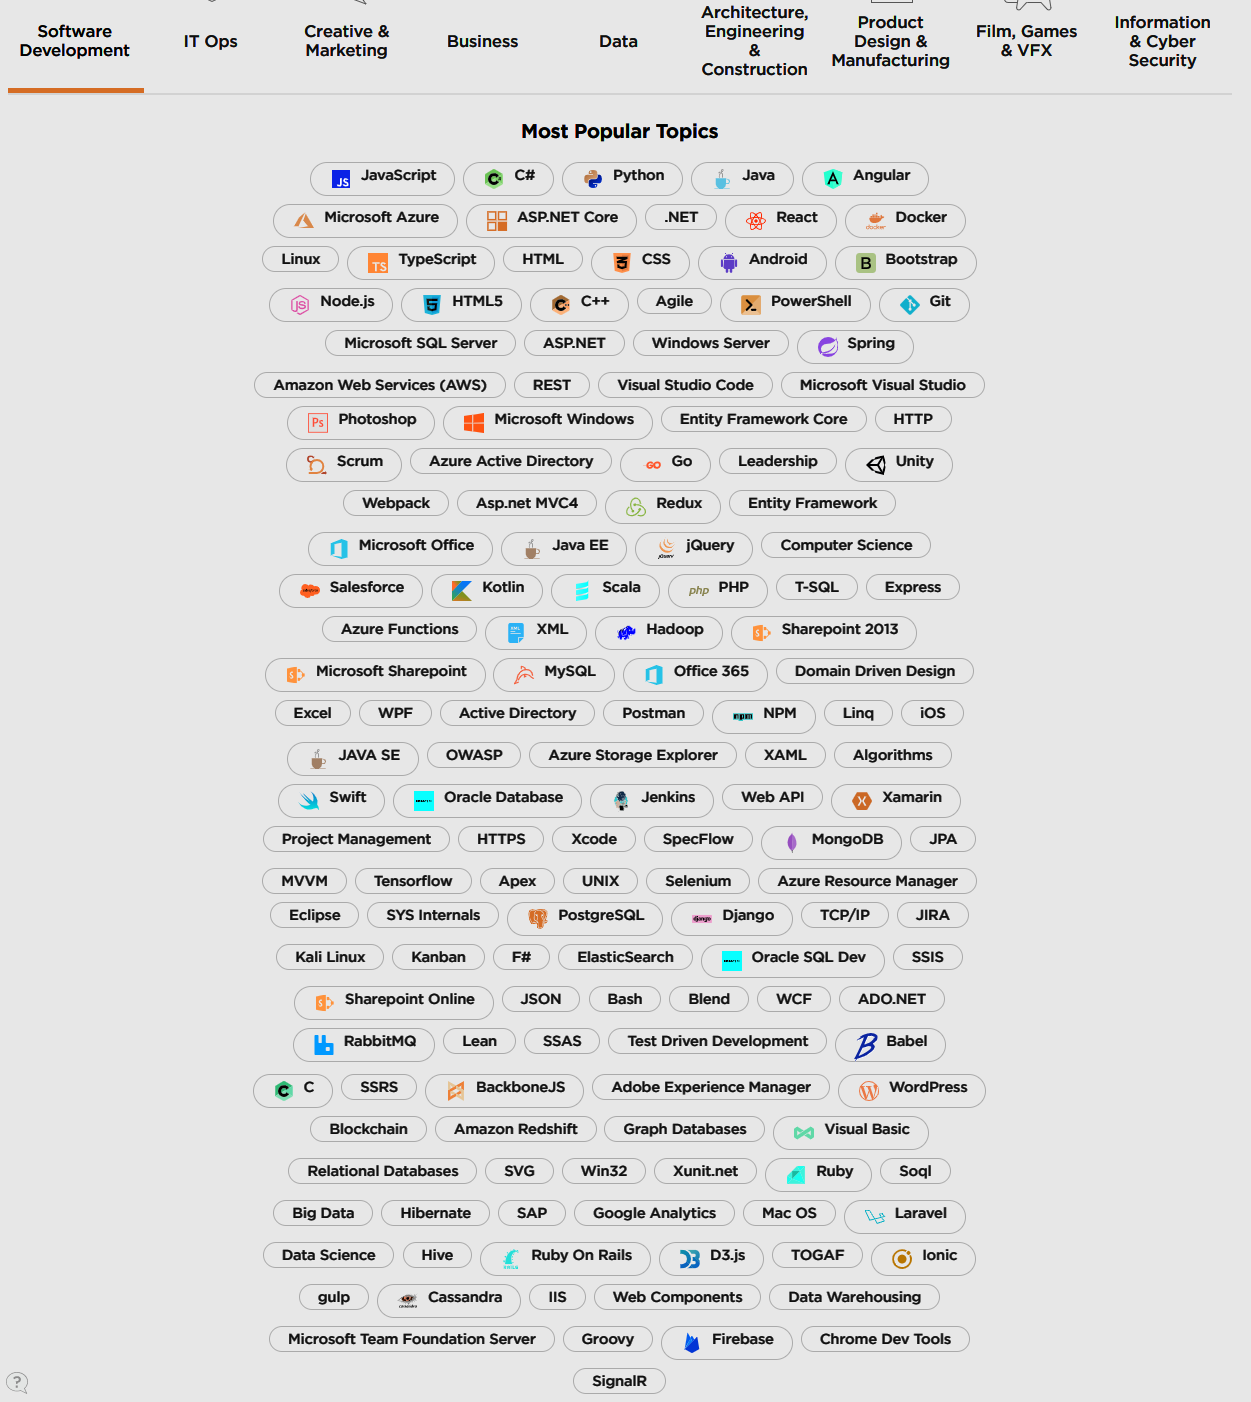 Software Development
IT Ops
Creative & Marketing
Business
Data
Architecture, Engineering & Construction
Product Design & Manufacturing
Film, Games & VFX
Information & Cyber Security
Most Popular Topics
JavaScript C# Python Java Angular
Microsoft Azure ASP.NET Core .NET React Docker
Linux TypeScript HTML CSS Android Bootstrap
Node.js HTML5 C++ Agile PowerShell Git
Microsoft SQL Server ASP.NET Windows Server Spring
Amazon Web Services (AWS) REST Visual Studio Code Microsoft Visual Studio
Photoshop Microsoft Windows Entity Framework Core HTTP
Scrum Azure Active Directory Go Leadership Unity
Webpack Asp.net MVC4 Redux Entity Framework
Microsoft Office Java EE jQuery Computer Science
Salesforce Kotlin Scala PHP T-SQL Express
Azure Functions XML Hadoop Sharepoint 2013
Microsoft Sharepoint MySQL Office 365 Domain Driven Design
Excel WPF Active Directory Postman NPM Linq iOS
JAVA SE OWASP Azure Storage Explorer XAML Algorithms
Swift Oracle Database Jenkins Web API Xamarin
Project Management HTTPS Xcode SpecFlow MongoDB JPA
MVVM Tensorflow Apex UNIX Selenium Azure Resource Manager
Eclipse SYS Internals PostgreSQL Django TCP/IP JIRA
Kali Linux Kanban F# ElasticSearch Oracle SQL Dev SSIS
Sharepoint Online JSON Bash Blend WCF ADO.NET
RabbitMQ Lean SSAS Test Driven Development Babel
C SSRS BackboneJS Adobe Experience Manager WordPress
Blockchain Amazon Redshift Graph Databases Visual Basic
Relational Databases SVG Win32 Xunit.net Ruby Soql
Big Data Hibernate SAP Google Analytics Mac OS Laravel
Data Science Hive Ruby On Rails D3.js TOGAF Ionic
gulp Cassandra IIS Web Components Data Warehousing
Microsoft Team Foundation Server Groovy Firebase Chrome Dev Tools
SignalR